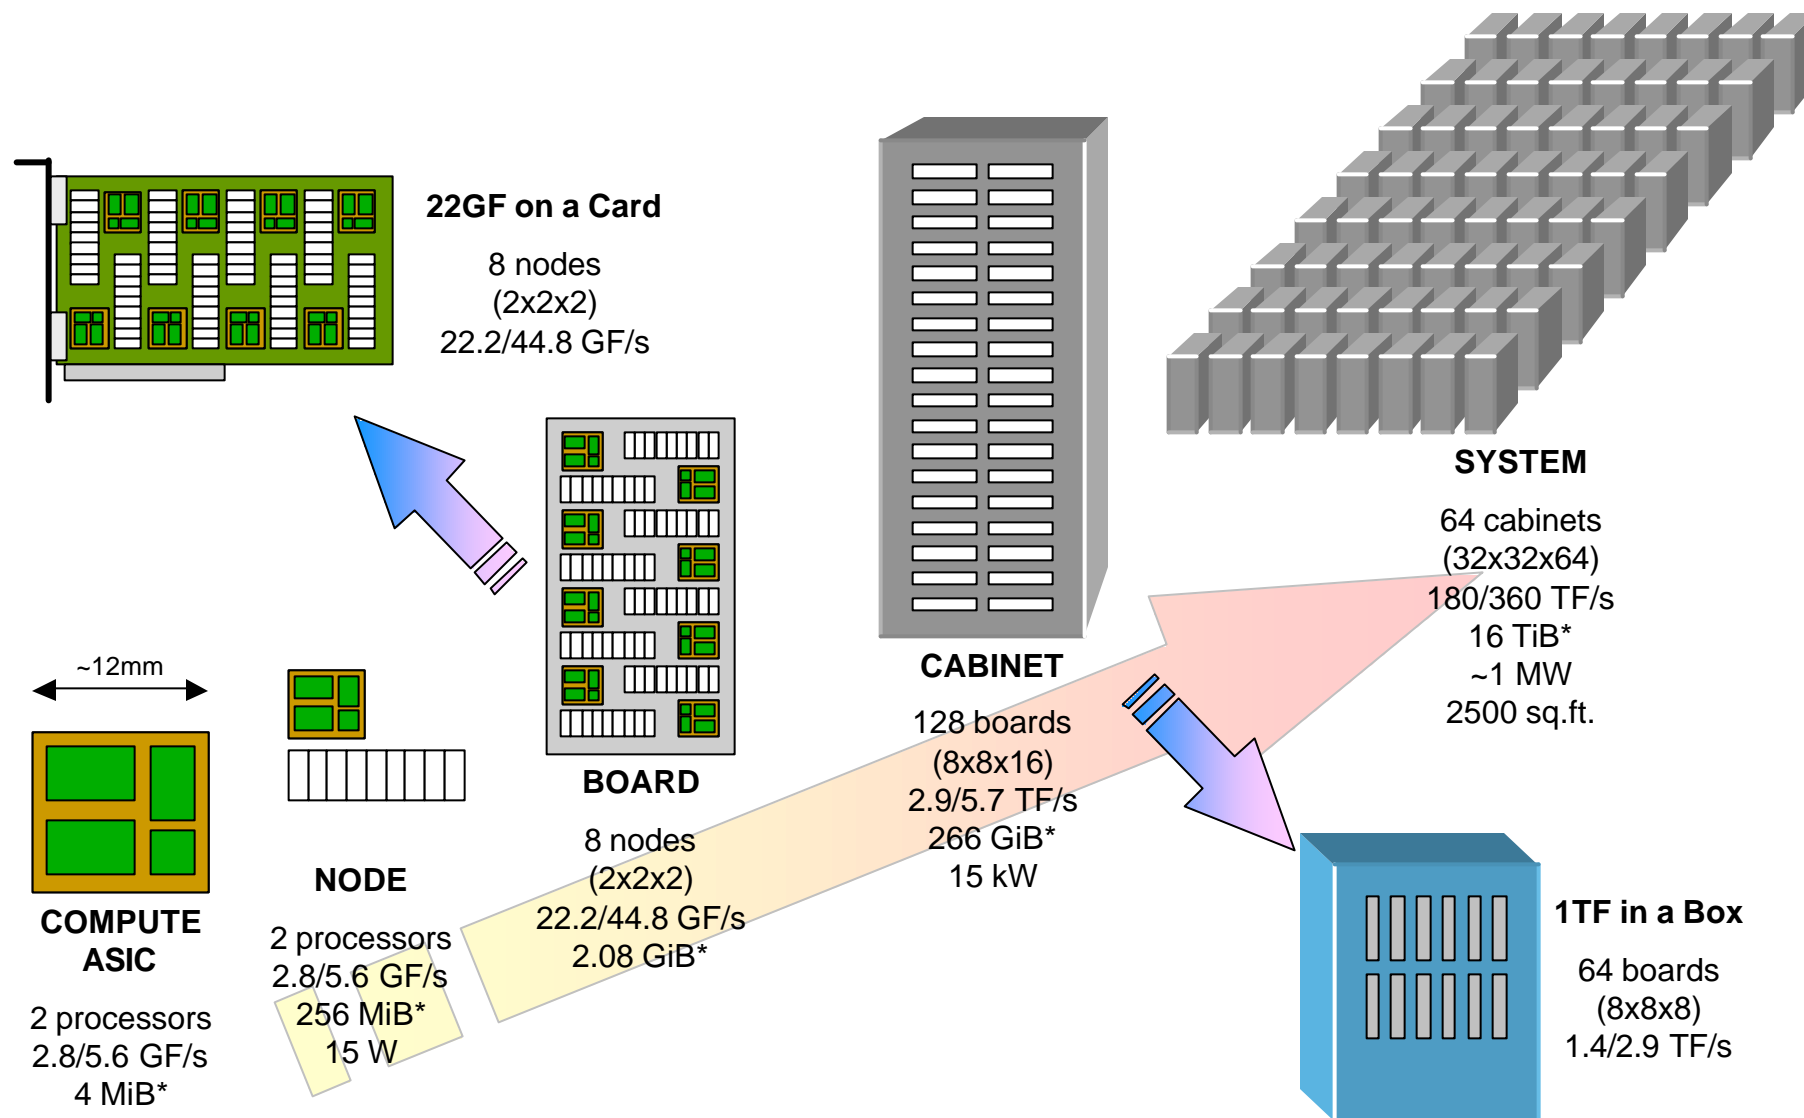 22GF on a Card
8 nodes
(2x2x2)
22.2/44.8 GF/s
~12mm
COMPUTE
ASIC
2 processors
2.8/5.6 GF/s
4 MiB*
NODE
2 processors
2.8/5.6 GF/s
256 MiB*
15 W
BOARD
8 nodes
(2x2x2)
22.2/44.8 GF/s
2.08 GiB*
CABINET
128 boards
(8x8x16)
2.9/5.7 TF/s
266 GiB*
15 kW
SYSTEM
64 cabinets
(32x32x64)
180/360 TF/s
16 TiB*
~1 MW
2500 sq.ft.
1TF in a Box
64 boards
(8x8x8)
1.4/2.9 TF/s